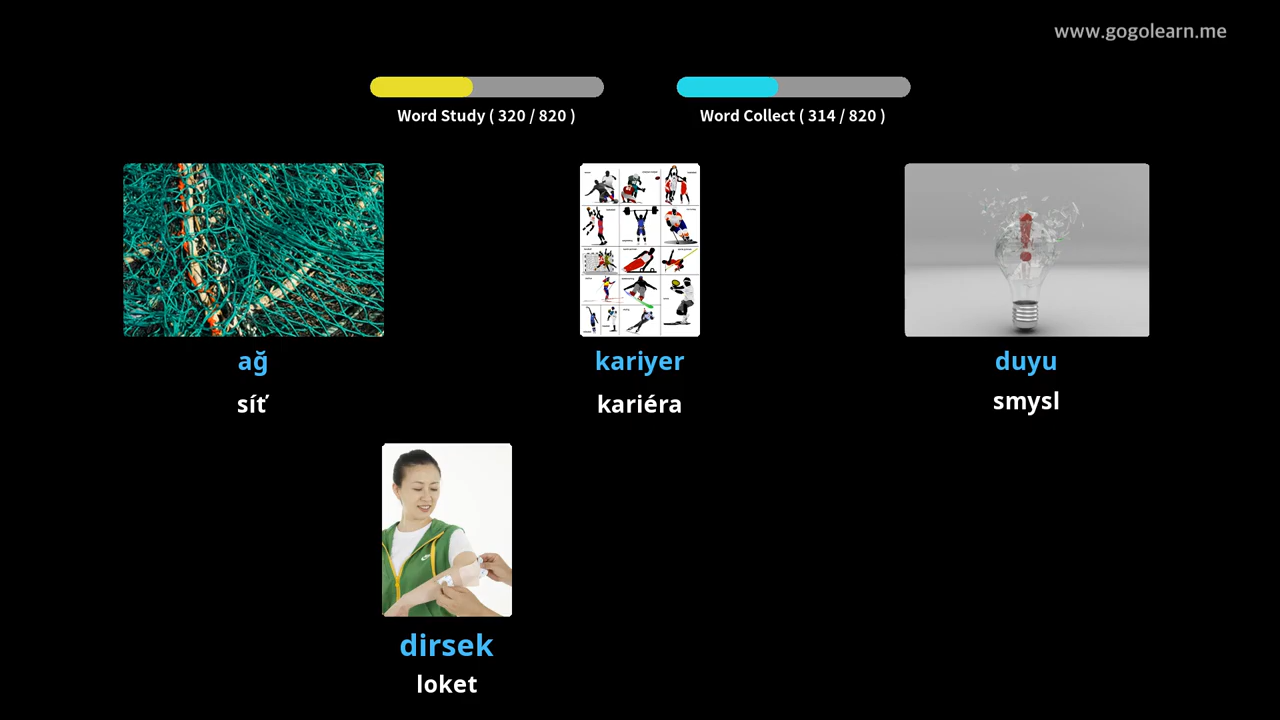 www.gogolearn.me
Word Study ( 320 / 820 )
Word Collect ( 314 / 820 )
ağ
síť
kariyer
kariéra
duyu
smysl
dirsek
loket